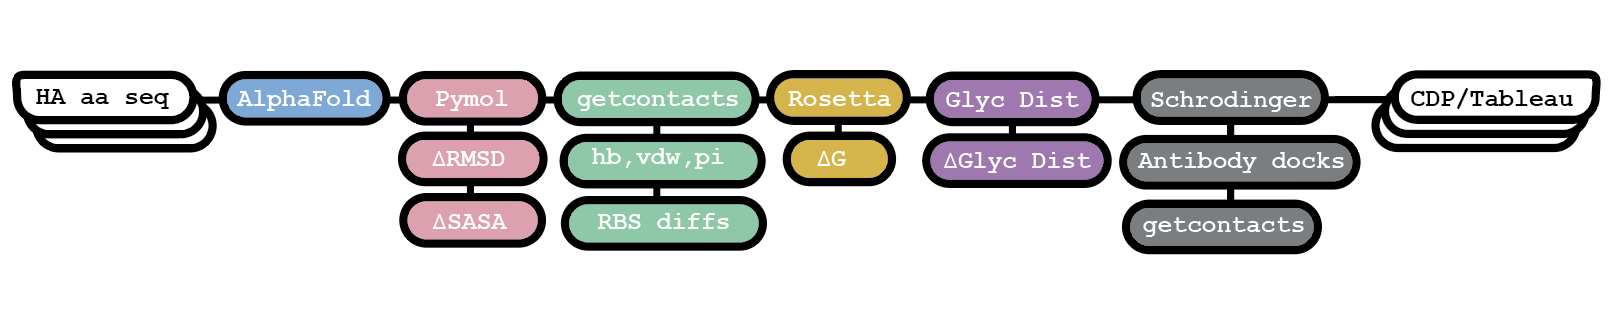 HA aa seq
AlphaFold
Pymol
ΔRMSD
ΔSASA
getcontacts
hb,vdw,pi
RBS diffs
Rosetta
ΔG
Glyc Dist
ΔGlyc Dist
Schrodinger
Antibody docks
getcontacts
CDP/Tableau